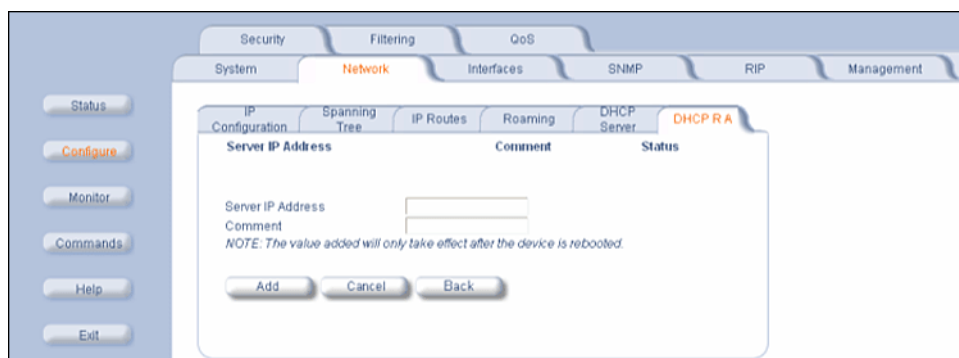 Security Filtering QoS
System Network Interfaces SNMP RIP Management
Status
Configure
Monitor
Commands
Help
Exit
IP Configuration Spanning Tree IP Routes Roaming DHCP Server DHCP R A
Server IP Address Comment Status
Server IP Address
Comment
NOTE: The value added will only take effect after the device is rebooted.
Add Cancel Back